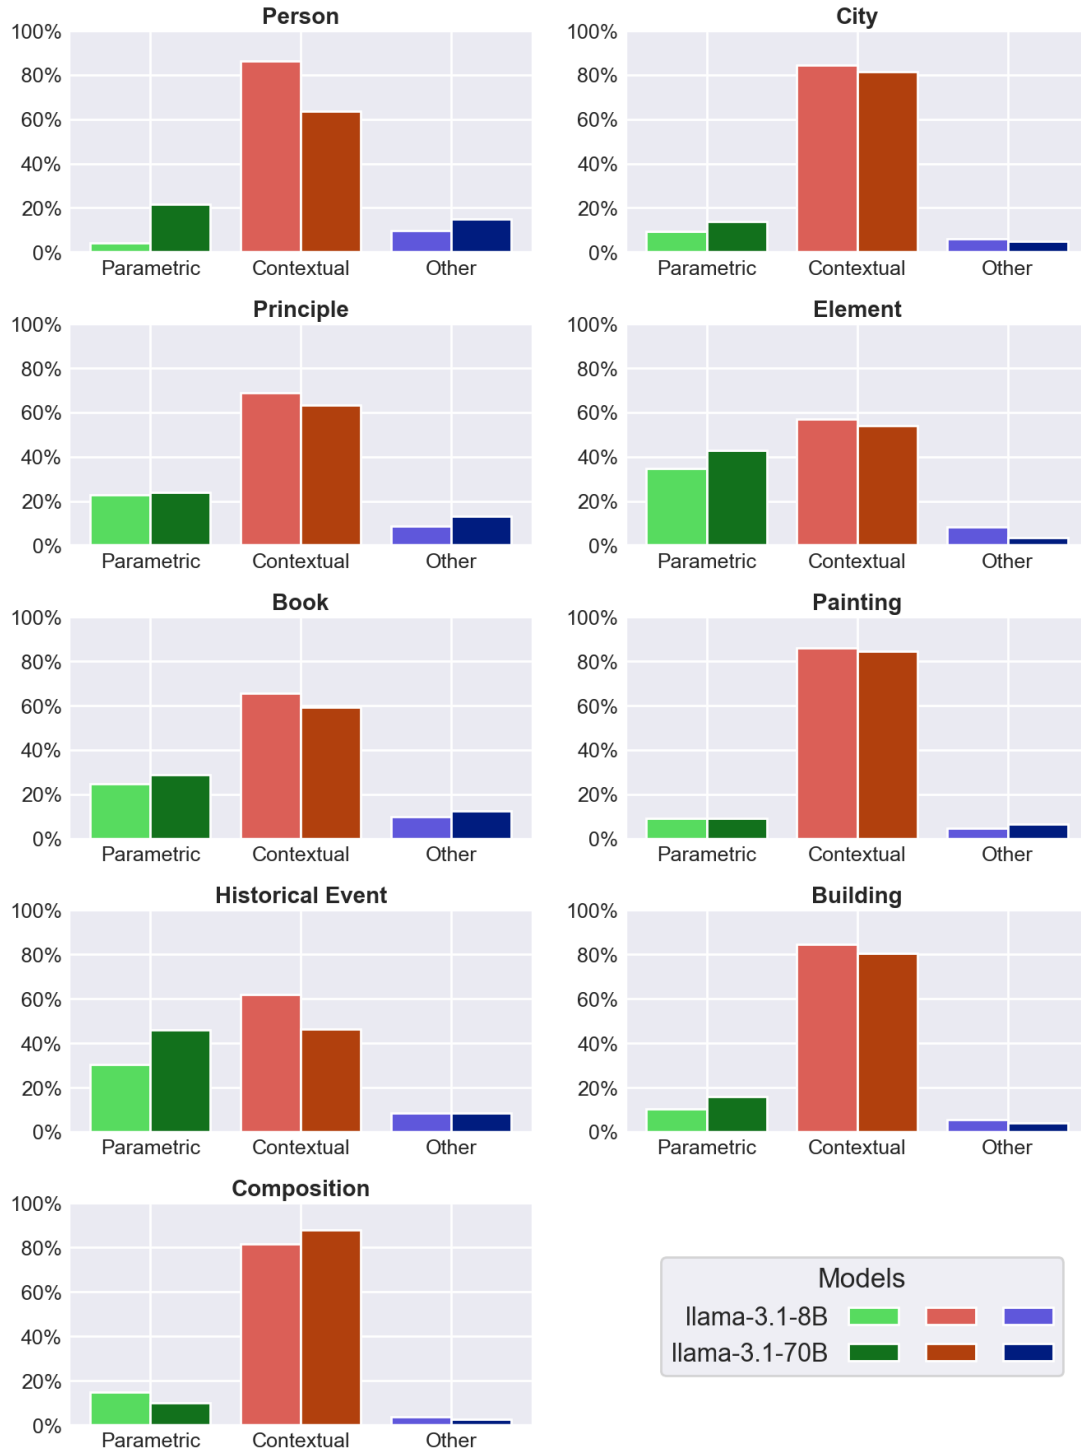 Person
100%
80%
60%
40%
20%
0%
Parametric Contextual Other
City
100%
80%
60%
40%
20%
0%
Parametric Contextual Other
Principle
100%
80%
60%
40%
20%
0%
Parametric Contextual Other
Element
100%
80%
60%
40%
20%
0%
Parametric Contextual Other
Book
100%
80%
60%
40%
20%
0%
Parametric Contextual Other
Painting
100%
80%
60%
40%
20%
0%
Parametric Contextual Other
Historical Event
100%
80%
60%
40%
20%
0%
Parametric Contextual Other
Building
100%
80%
60%
40%
20%
0%
Parametric Contextual Other
Composition
100%
80%
60%
40%
20%
0%
Parametric Contextual Other
Models
llama-3.1-8B
llama-3.1-70B